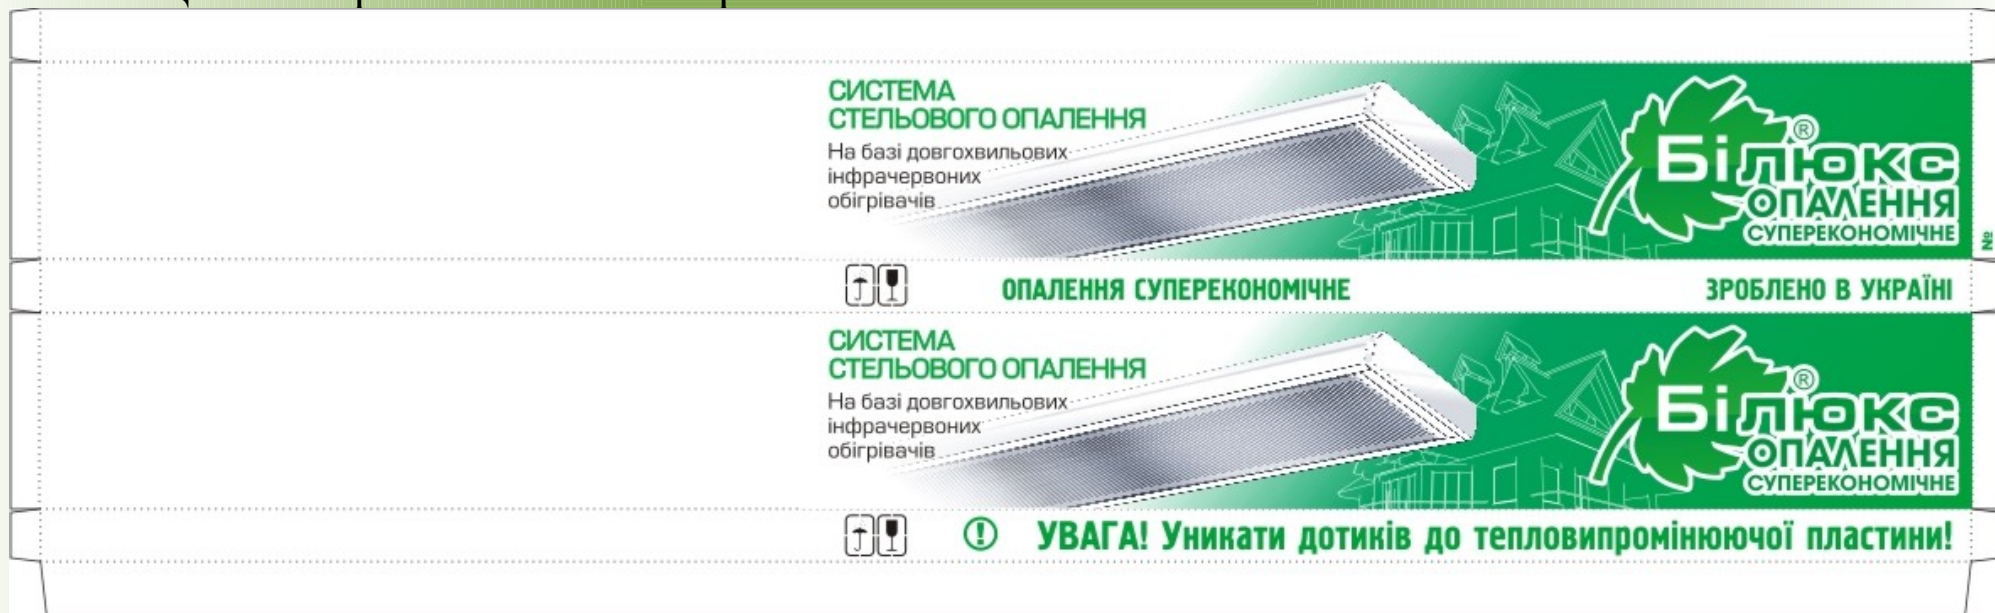 СИСТЕМА
СТЕЛЬОВОГО ОПАЛЕННЯ
На базі довгохвильових
інфрачервоних
обігрівачів
®
Білюкс
ОПАЛЕННЯ
СУПЕРЕКОНОМІЧНЕ
№
ОПАЛЕННЯ СУПЕРЕКОНОМІЧНЕ
ЗРОБЛЕНО В УКРАЇНІ
СИСТЕМА
СТЕЛЬОВОГО ОПАЛЕННЯ
На базі довгохвильових
інфрачервоних
обігрівачів
®
Білюкс
ОПАЛЕННЯ
СУПЕРЕКОНОМІЧНЕ
! УВАГА! Уникати дотиків до тепловипромінюючої пластини!